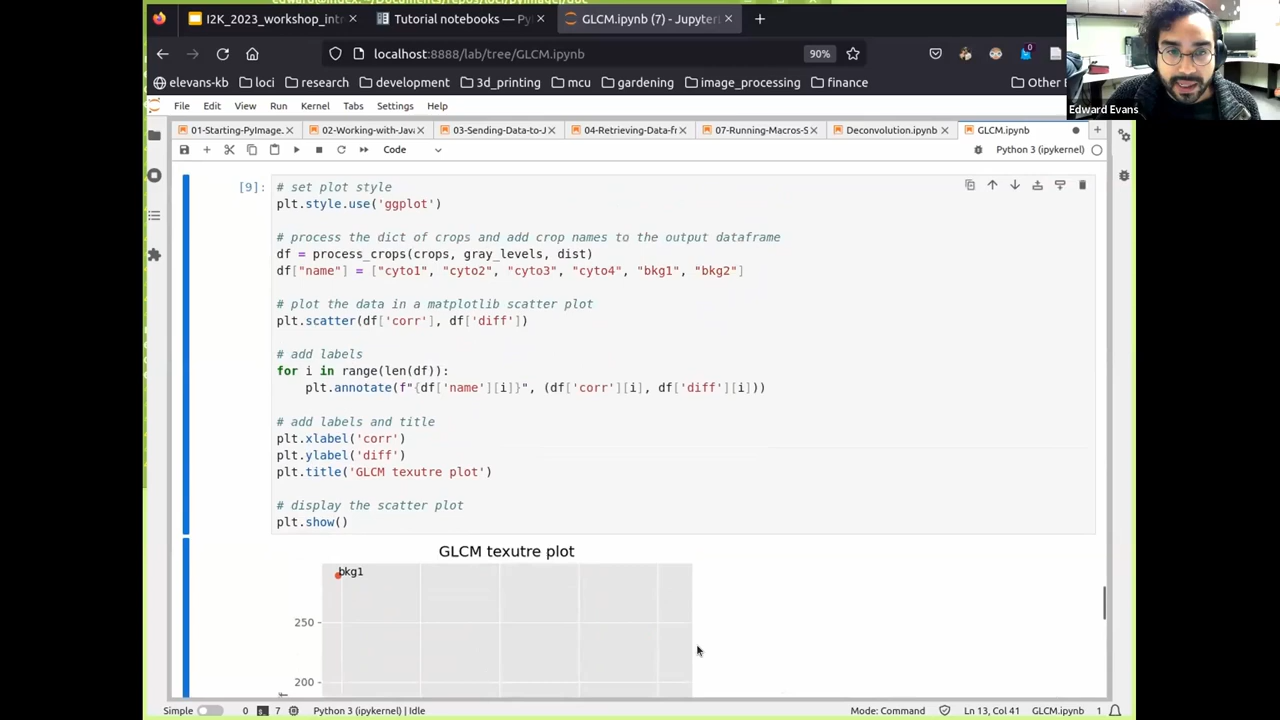 I2K_2023_workshop_intr
Tutorial notebooks — Py
GLCM.ipynb (7) - Jupyter
localhost:8888/lab/tree/GLCM.ipynb
90%
0
elevans-kb
loci
research
development
3d_printing
mcu
gardening
image_processing
finance
Other
Edward Evans
File Edit View Run Kernel Tabs Settings Help
01-Starting-PyImage.
02-Working-with-Java
03-Sending-Data-to-J
04-Retrieving-Data-fr
07-Running-Macros-S
Deconvolution.ipynb
GLCM.ipynb
Code
Python 3 (ipykernel)
[9]:
# set plot style
plt.style.use('ggplot')
# process the dict of crops and add crop names to the output dataframe
df = process_crops(crops, gray_levels, dist)
df["name"] = ["cyto1", "cyto2", "cyto3", "cyto4", "bkg1", "bkg2"]
# plot the data in a matplotlib scatter plot
plt.scatter(df['corr'], df['diff'])
# add labels
for i in range(len(df)):
plt.annotate(f"{df['name'][i]}", (df['corr'][i], df['diff'][i]))
# add labels and title
plt.xlabel('corr')
plt.ylabel('diff')
plt.title('GLCM texutre plot')
# display the scatter plot
plt.show()
GLCM texutre plot
bkg1
250
200
Simple
0
7
Python 3 (ipykernel) | Idle
Mode: Command
Ln 13, Col 41
GLCM.ipynb
1